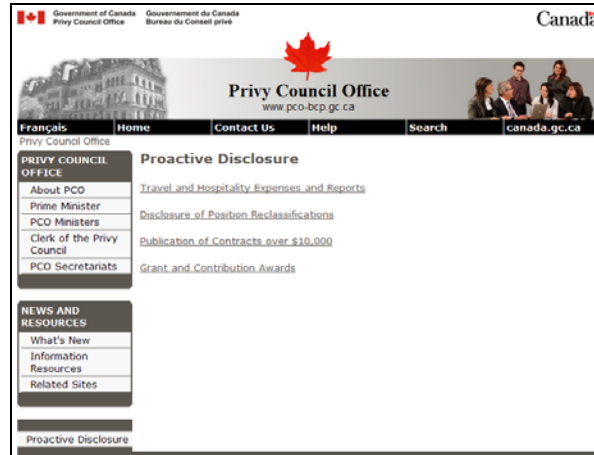 Government of Canada Gouvernement du Canada
Privy Council Office Bureau du Conseil privé
Canada
Privy Council Office
www.pco-bcp.gc.ca
Français Home Contact Us Help Search canada.gc.ca
Privy Council Office
PRIVY COUNCIL
OFFICE
About PCO
Prime Minister
PCO Ministers
Clerk of the Privy
Council
PCO Secretariats
NEWS AND
RESOURCES
What's New
Information
Resources
Related Sites
Proactive Disclosure
Proactive Disclosure
Travel and Hospitality Expenses and Reports
Disclosure of Position Reclassifications
Publication of Contracts over $10,000
Grant and Contribution Awards